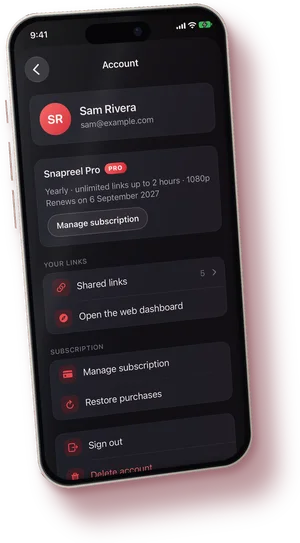 9:41
Account
SR
Sam Rivera
sam@example.com
Snapreel Pro PRO
Yearly · unlimited links up to 2 hours · 1080p
Renews on 6 September 2027
Manage subscription
YOUR LINKS
Shared links 5
Open the web dashboard
SUBSCRIPTION
Manage subscription
Restore purchases
Sign out
Delete account